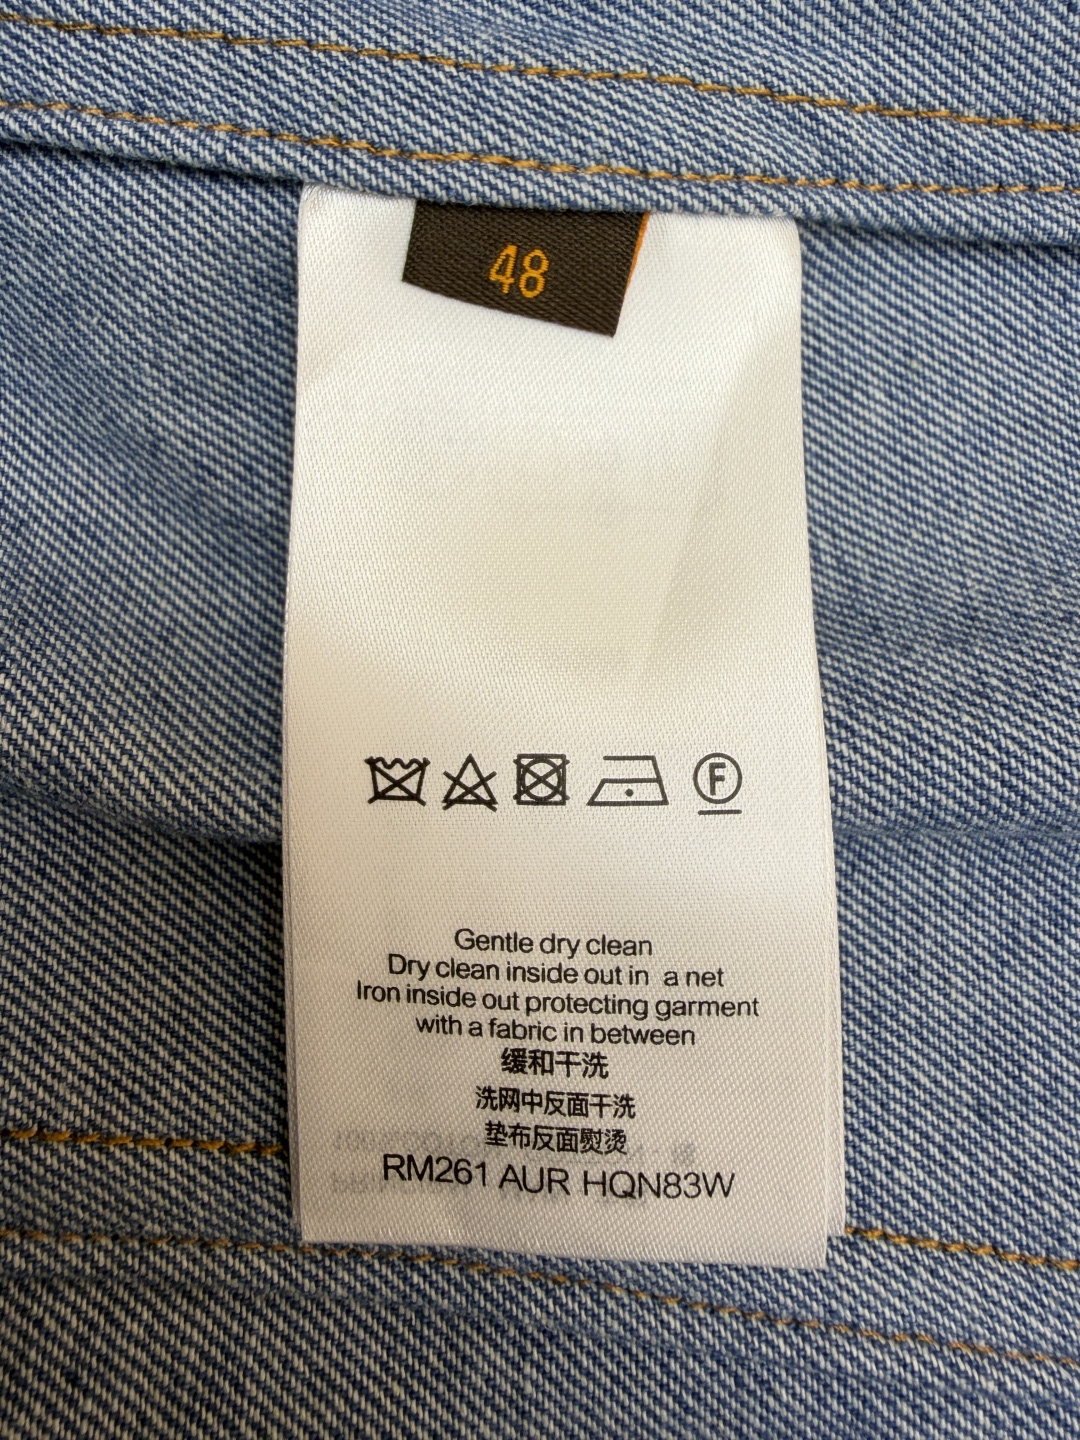 48
F
Gentle dry clean
Dry clean inside out in a net
Iron inside out protecting garment
with a fabric in between
缓和干洗
洗网中反面干洗
垫布反面熨烫
RM261 AUR HQN83W